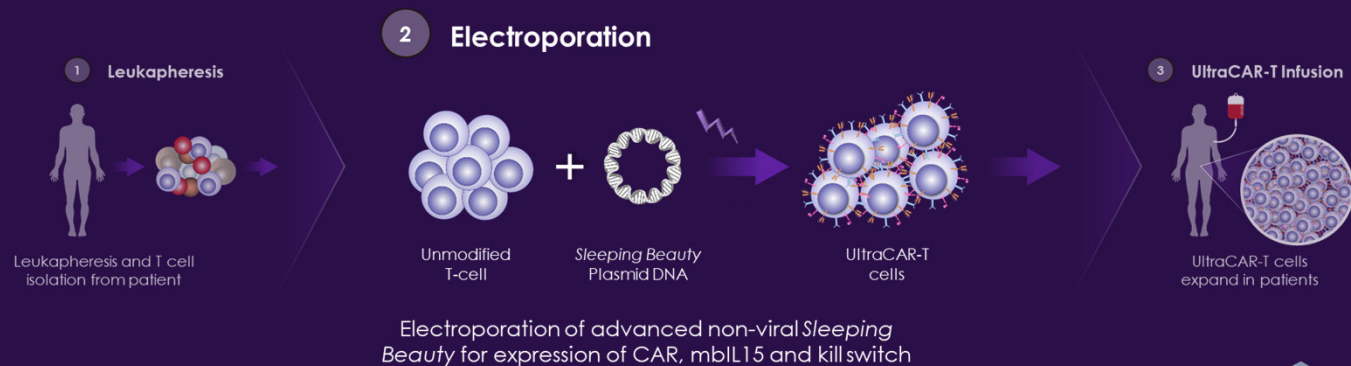 1 Leukapheresis
Leukapheresis and T cell
isolation from patient
2 Electroporation
Unmodified
T-cell
+
Sleeping Beauty
Plasmid DNA
UltraCAR-T
cells
Electroporation of advanced non-viral Sleeping
Beauty for expression of CAR, mbIL15 and kill switch
3 UltraCAR-T Infusion
UltraCAR-T cells
expand in patients